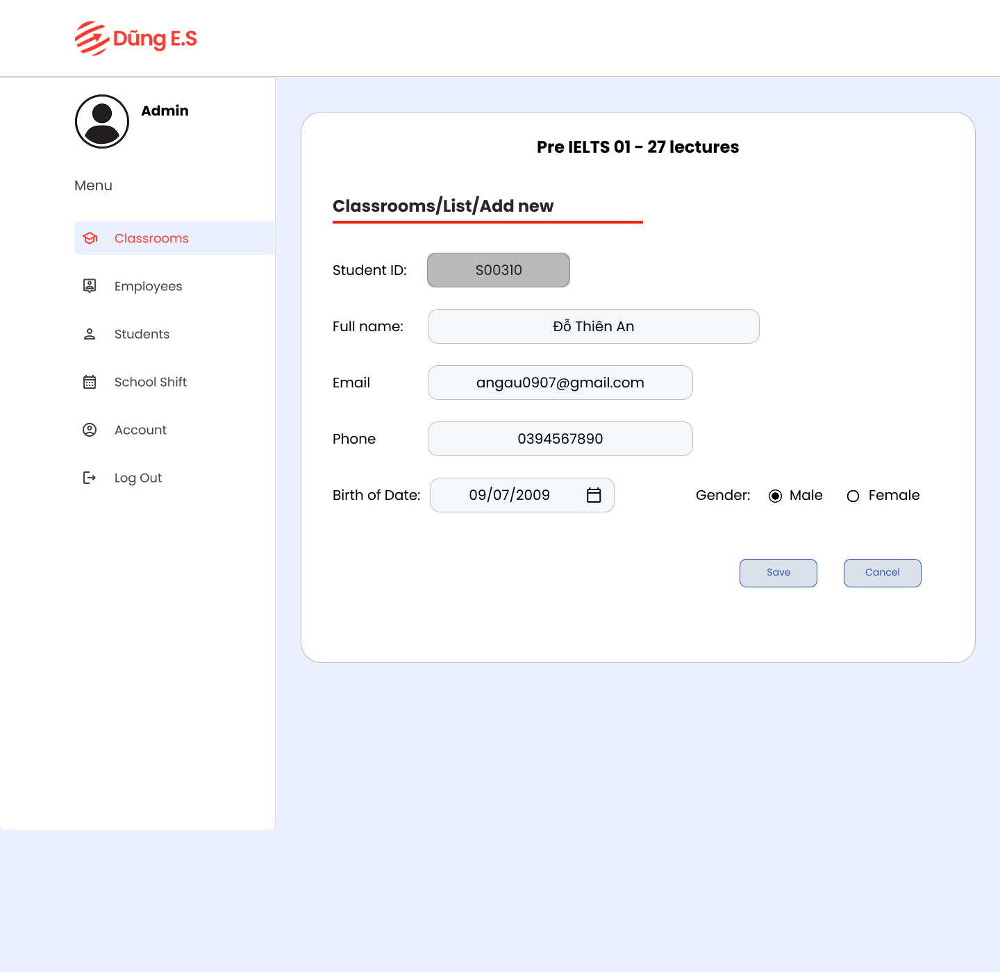 Dũng E.S
Admin
Menu
Classrooms
Employees
Students
School Shift
Account
Log Out
Pre IELTS 01 - 27 lectures
Classrooms/List/Add new
Student ID: S00310
Full name: Đỗ Thiên An
Email angau0907@gmail.com
Phone 0394567890
Birth of Date: 09/07/2009 Gender: Male Female
Save Cancel